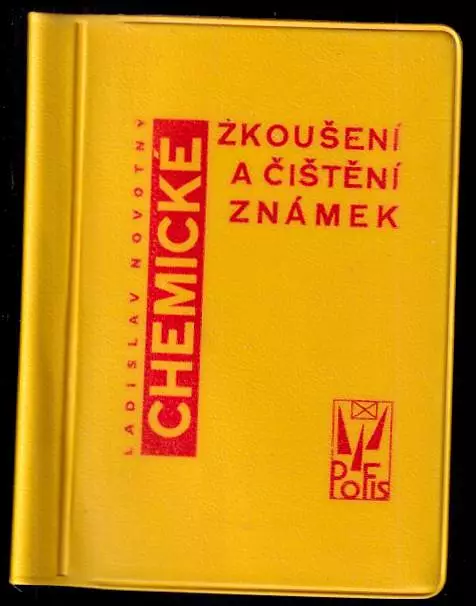 LADISLAV NOVOTNÝ
CHEMICKÉ
ZKOUŠENÍ
A ČIŠTĚNÍ
ZNÁMEK
POFIS